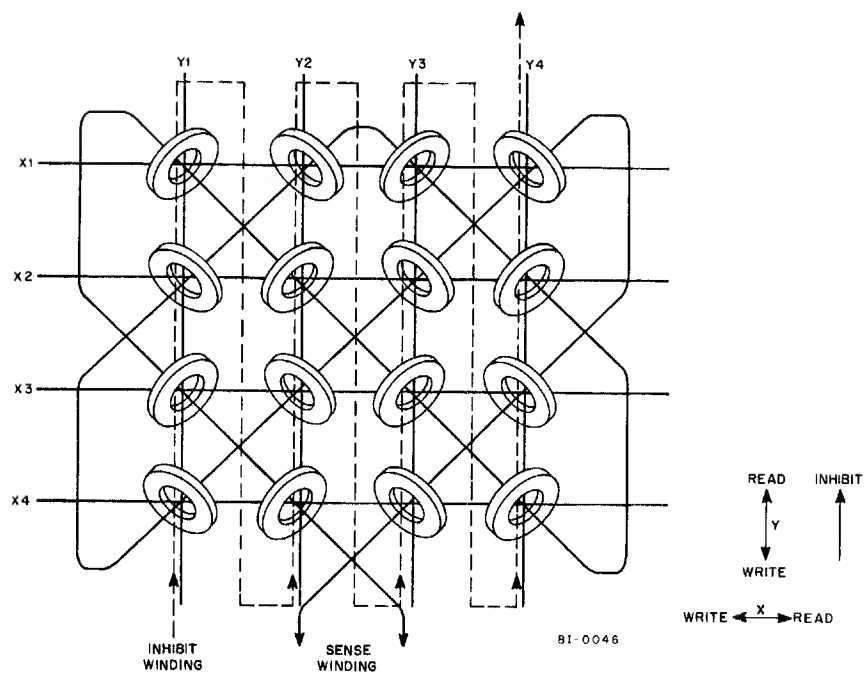 Y1
Y2
Y3
Y4
X1
X2
X3
X4
READ
INHIBIT
Y
WRITE
WRITE
X
READ
8I-0046
INHIBIT
WINDING
SENSE
WINDING